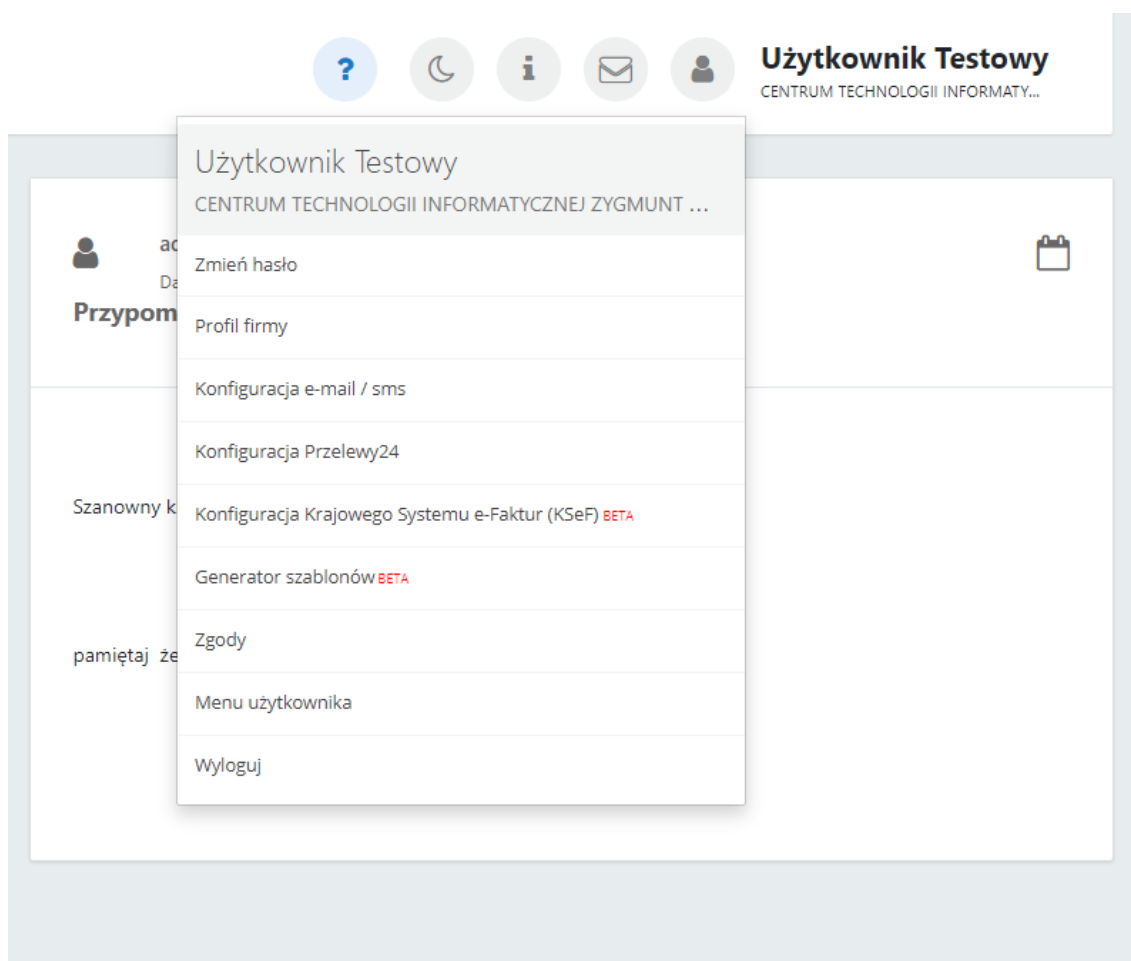 ?
i
Użytkownik Testowy
CENTRUM TECHNOLOGII INFORMATY...
Użytkownik Testowy
CENTRUM TECHNOLOGII INFORMATYCZNEJ ZYGMUNT ...
Zmień hasło
Przypom
Profil firmy
Konfiguracja e-mail / sms
Konfiguracja Przelewy24
Szanowny k
Konfiguracja Krajowego Systemu e-Faktur (KSeF) BETA
Generator szablonów BETA
Zgody
pamiętaj że
Menu użytkownika
Wyloguj